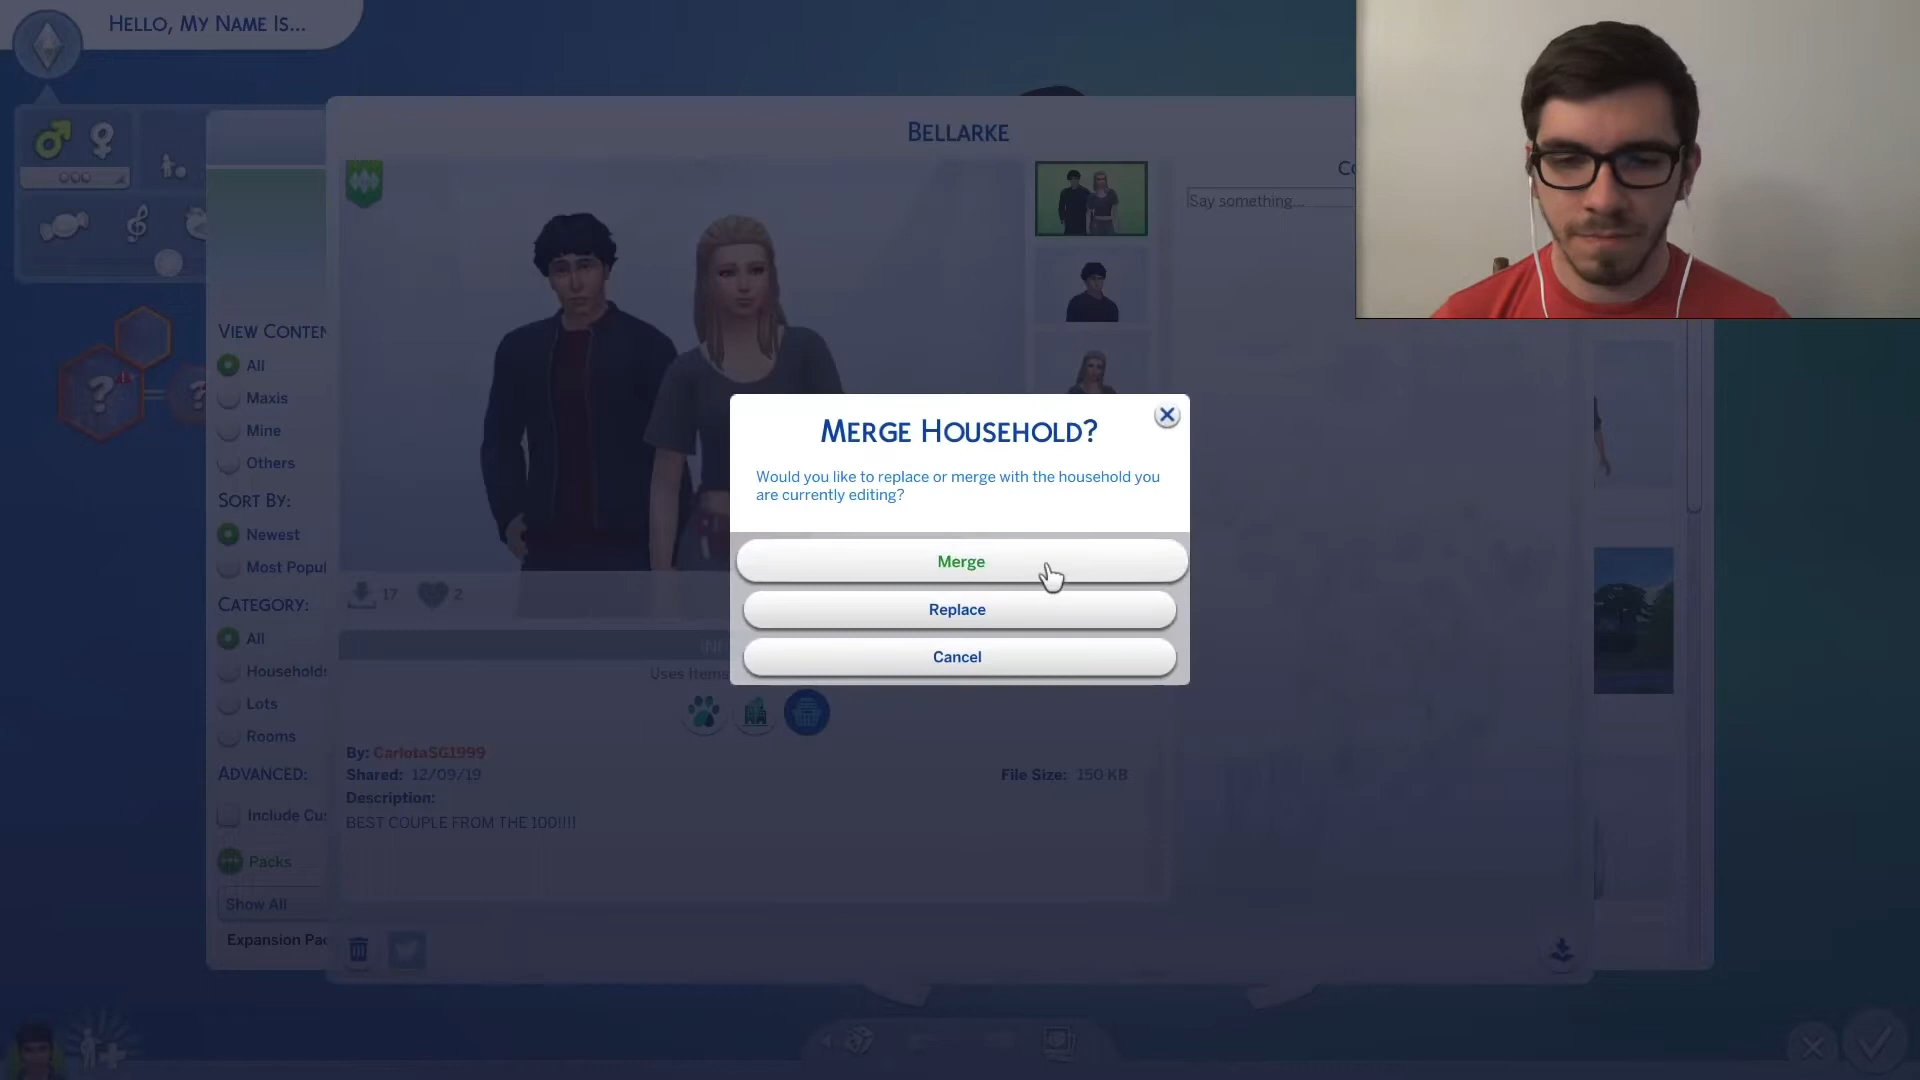 Hello, My Name Is...
Bellarke
Say something...
View Conten
All
Maxis
Mine
Others
Sort By:
Newest
Most Popul
Category:
All
Households
Lots
Rooms
Advanced:
Include Cus
Packs
Show All
Expansion Pac
Merge Household?
Would you like to replace or merge with the household you
are currently editing?
Merge
Replace
Cancel
17
2
Uses Items
By: CarlotaSG1999
Shared: 12/09/19
File Size: 150 KB
Description:
BEST COUPLE FROM THE 100!!!!